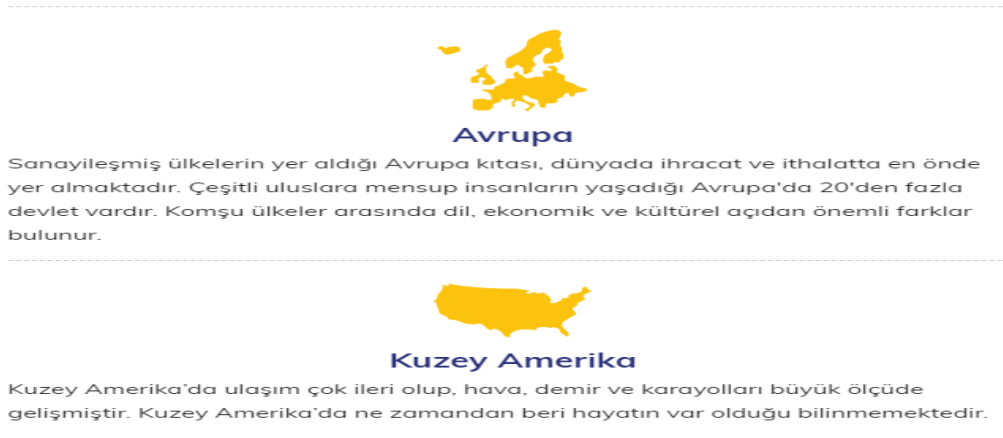 Avrupa
Sanayileşmiş ülkelerin yer aldığı Avrupa kıtası, dünyada ihracat ve ithalatta en önde
yer almaktadır. Çeşitli uluslara mensup insanların yaşadığı Avrupa'da 20'den fazla
devlet vardır. Komşu ülkeler arasında dil, ekonomik ve kültürel açıdan önemli farklar
bulunur.
Kuzey Amerika
Kuzey Amerika’da ulaşım çok ileri olup, hava, demir ve karayolları büyük ölçüde
gelişmiştir. Kuzey Amerika’da ne zamandan beri hayatın var olduğu bilinmemektedir.